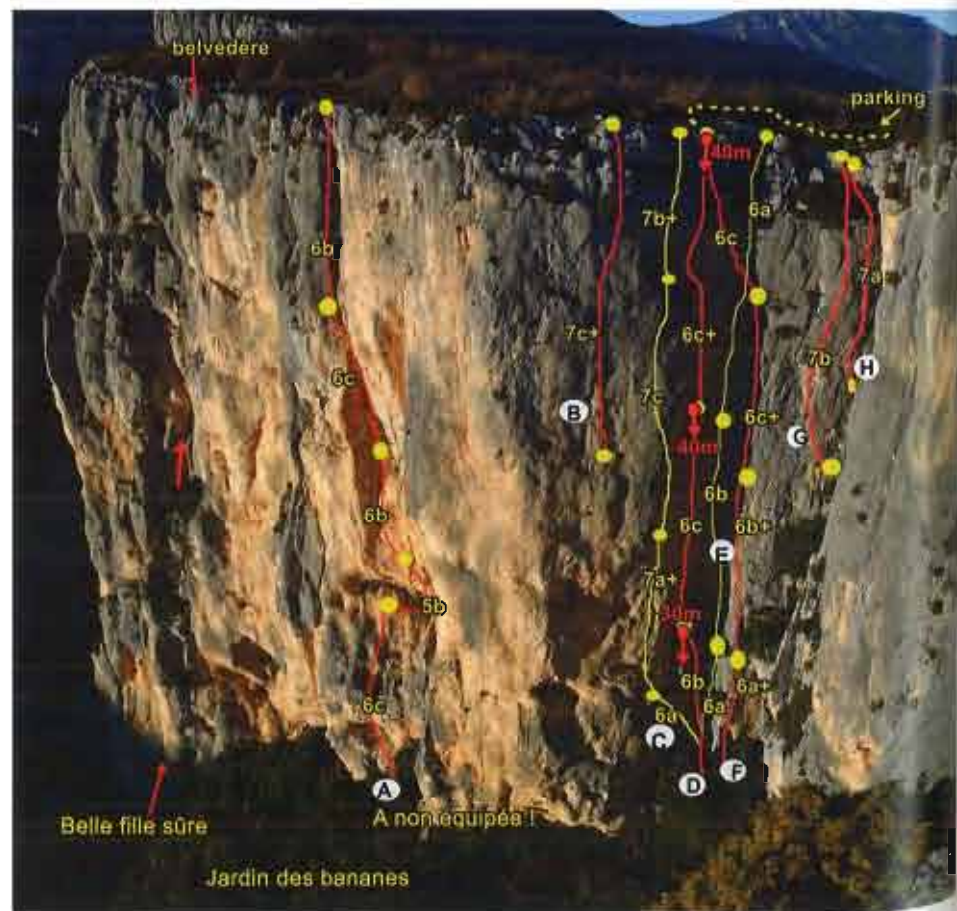 belvédère
parking
40m
6a
7b+
6c
6b
7a
7c+
6c+
7b
H
6c
7c
B
6c+
G
40m
6b
6b
6c
6b+
E
7a+
5b
30m
6b
6a+
6c
6a
6a
C
F
D
A
Belle fille sûre
A non équipée !
Jardin des bananes